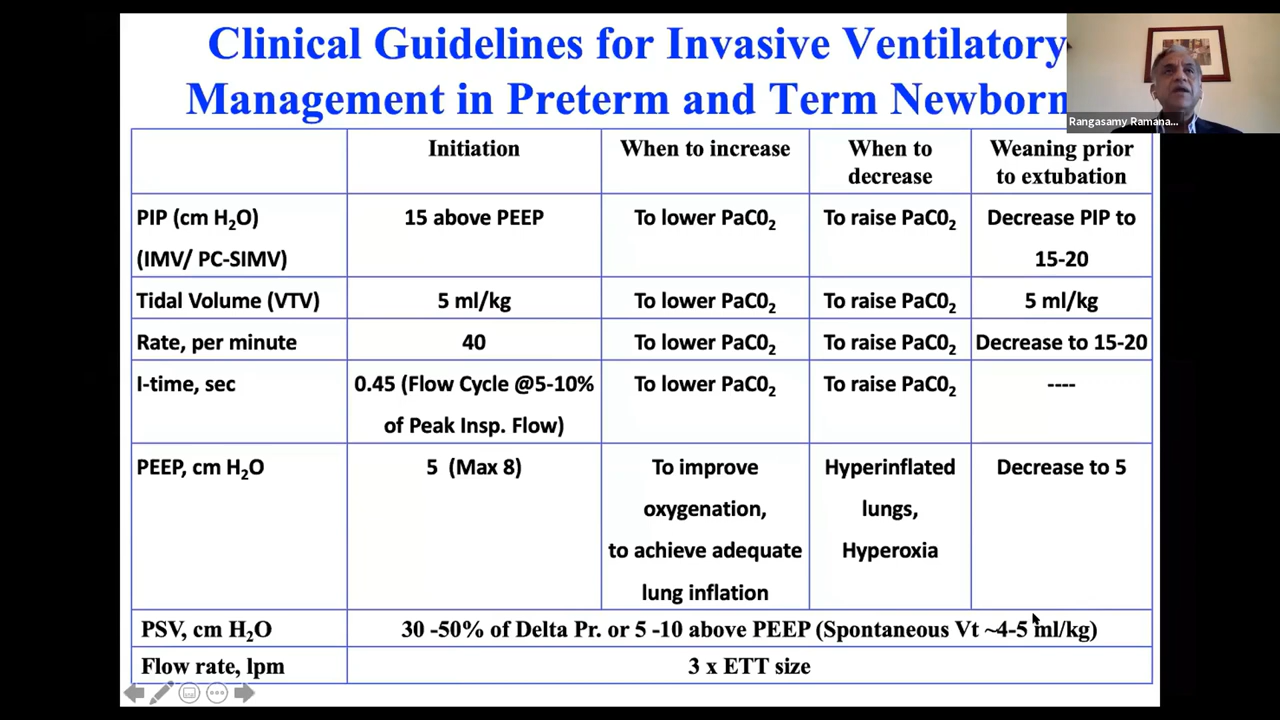 Clinical Guidelines for Invasive Ventilatory
Management in Preterm and Term Newborn
Rangasamy Ramana...
Initiation
When to increase
When to
decrease
Weaning prior
to extubation
PIP (cm H₂O)
(IMV/ PC-SIMV)
15 above PEEP
To lower PaC0₂
To raise PaC0₂
Decrease PIP to
15-20
Tidal Volume (VTV)
5 ml/kg
To lower PaC0₂
To raise PaC0₂
5 ml/kg
Rate, per minute
40
To lower PaC0₂
To raise PaC0₂
Decrease to 15-20
I-time, sec
0.45 (Flow Cycle @5-10%
of Peak Insp. Flow)
To lower PaC0₂
To raise PaC0₂
----
PEEP, cm H₂O
5 (Max 8)
To improve
oxygenation,
to achieve adequate
lung inflation
Hyperinflated
lungs,
Hyperoxia
Decrease to 5
PSV, cm H₂O
30 -50% of Delta Pr. or 5 -10 above PEEP (Spontaneous Vt ~4-5 ml/kg)
Flow rate, lpm
3 x ETT size